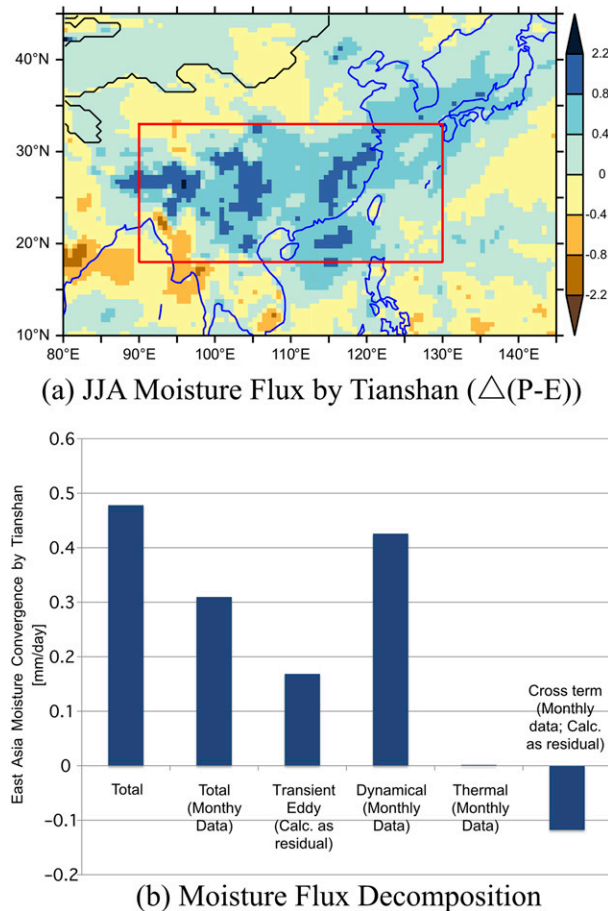 40°N
30°N
20°N
10°N
80°E 90°E 100°E 110°E 120°E 130°E 140°E
2.2
0.8
0.4
0
-0.4
-0.8
-2.2
(a) JJA Moisture Flux by Tianshan (△(P-E))
East Asia Moisture Convergence by Tianshan
[mm/day]
0.6
0.5
0.4
0.3
0.2
0.1
0
−0.1
−0.2
Total
Total
(Monthy
Data)
Transient
Eddy
(Calc. as
residual)
Dynamical
(Monthly
Data)
Thermal
(Monthly
Data)
Cross term
(Monthly
data; Calc.
as residual)
(b) Moisture Flux Decomposition